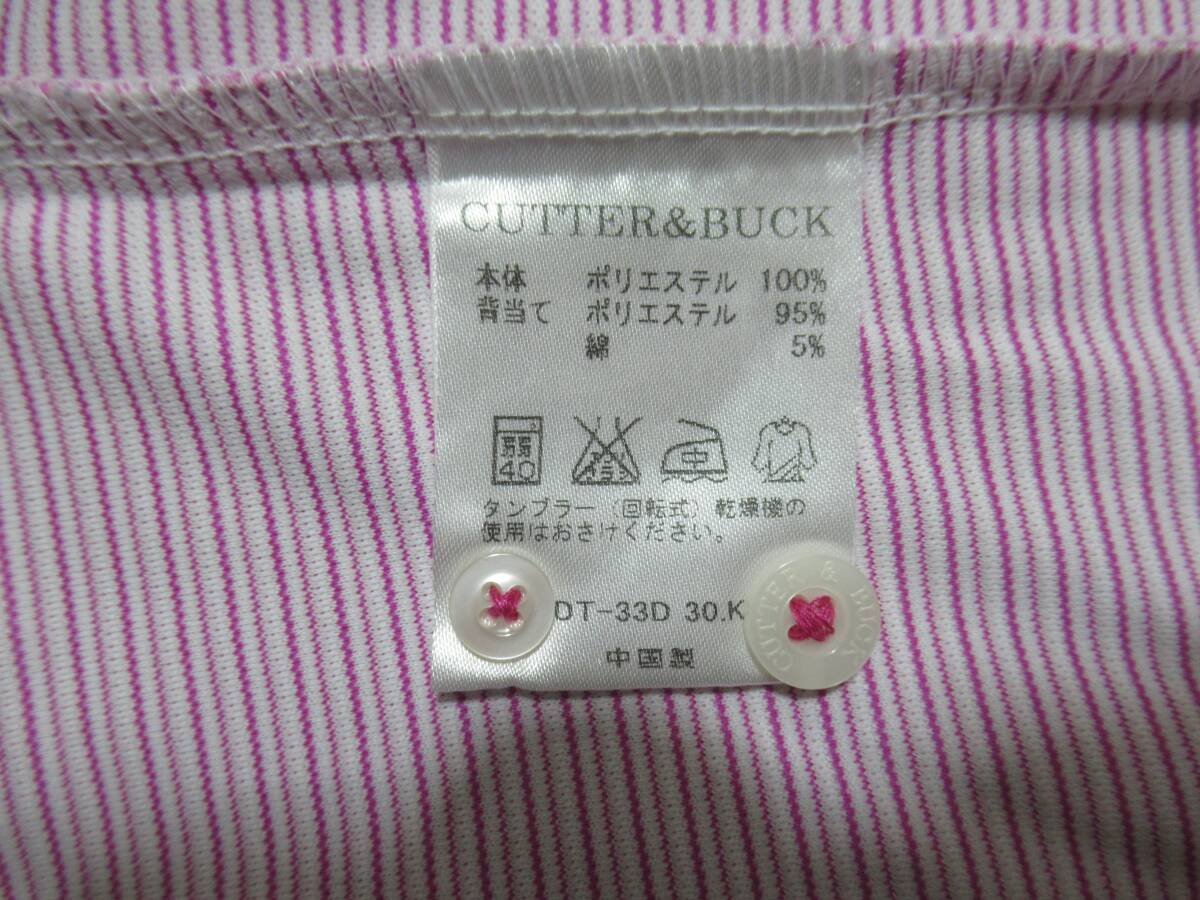 CUTTER&BUCK
本体 ポリエステル 100%
背当て ポリエステル 95%
綿 5%
弱
40
中
タンブラー（回転式）乾燥機の
使用はおさけください。
DT-33D 30.K
CUTTER & BUCK
中国製